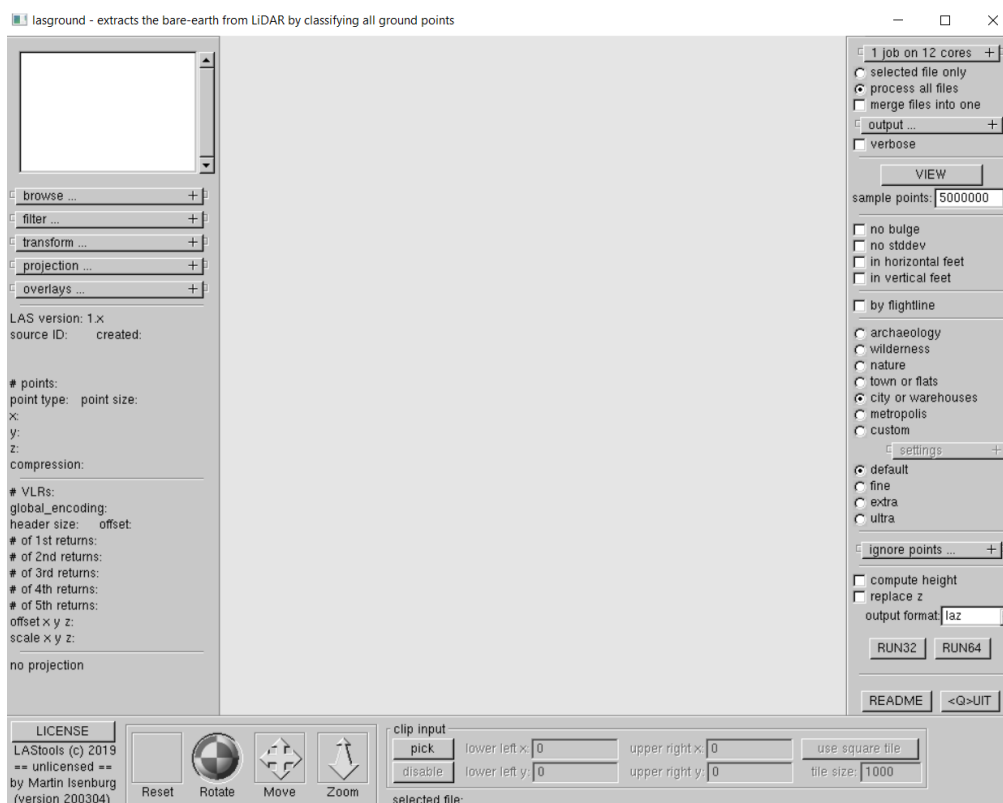 lasground - extracts the bare-earth from LiDAR by classifying all ground points
browse ... +
filter ... +
transform ... +
projection ... +
overlays ... +
LAS version: 1.x
source ID: created:
# points:
point type: point size:
x:
y:
z:
compression:
# VLRs:
global_encoding:
header size: offset:
# of 1st returns:
# of 2nd returns:
# of 3rd returns:
# of 4th returns:
# of 5th returns:
offset x y z:
scale x y z:
no projection
1 job on 12 cores +
selected file only
process all files
merge files into one
output ... +
verbose
VIEW
sample points: 5000000
no bulge
no stddev
in horizontal feet
in vertical feet
by flightline
archaeology
wilderness
nature
town or flats
city or warehouses
metropolis
custom
settings +
default
fine
extra
ultra
ignore points ... +
compute height
replace z
output format: laz
RUN32 RUN64
README <Q>UIT
LICENSE
LAStools (c) 2019
== unlicensed ==
by Martin Isenburg
(version 200304)
Reset Rotate Move Zoom
clip input
pick lower left x: 0 upper right x: 0 use square tile
disable lower left y: 0 upper right y: 0 tile size: 1000
selected file: